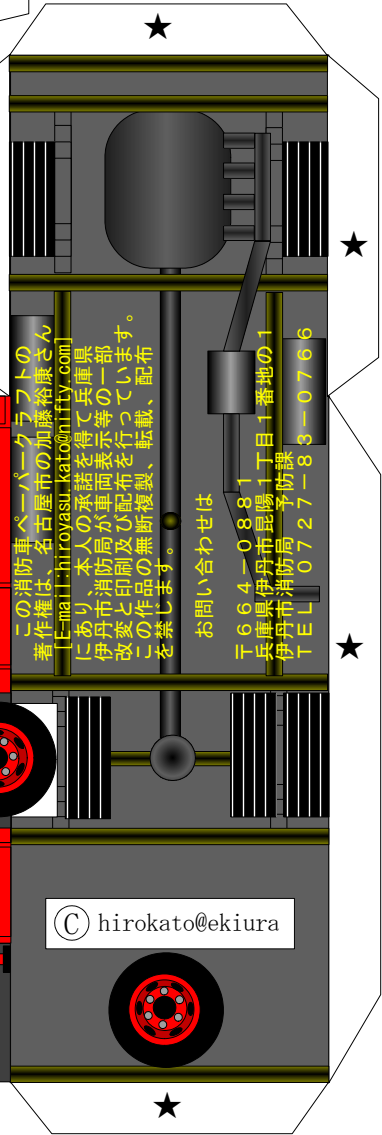 この消防車ペーパークラフトの
著作権は、名古屋市の加藤裕康さん
[E-mail:hiroyasu.kato@nifty.com]
にあり、本人の承諾を得て兵庫県
伊丹市消防局が車両表示等の一部
改変と印刷及び配布を行っています。
この作品の無断複製、転載、配布
を禁じます。
お問い合わせは
〒664-0881
兵庫県伊丹市昆陽1丁目1番地の1
伊丹市消防局 予防課
TEL 0727-83-0766
© hirokato@ekiura